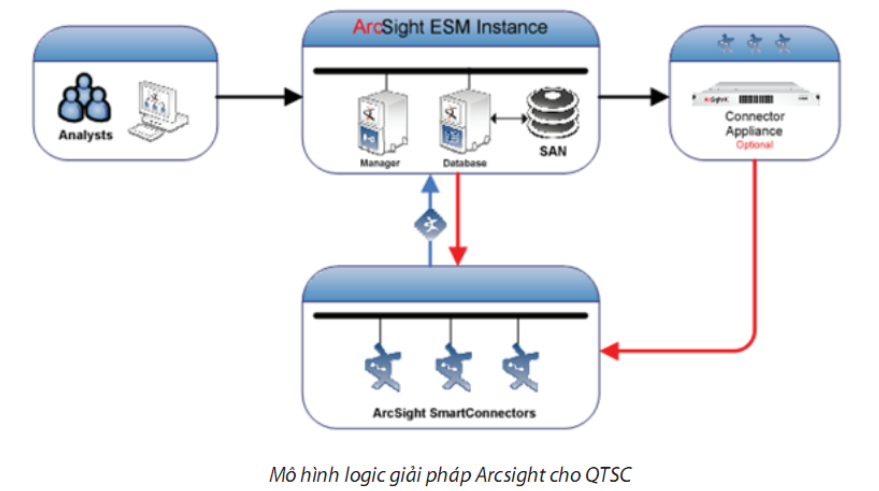 ArcSight ESM Instance
Analysts
Manager
Database
SAN
ArcSight
Connector
Appliance
Optional
ArcSight SmartConnectors
Mô hình logic giải pháp Arcsight cho QTSC